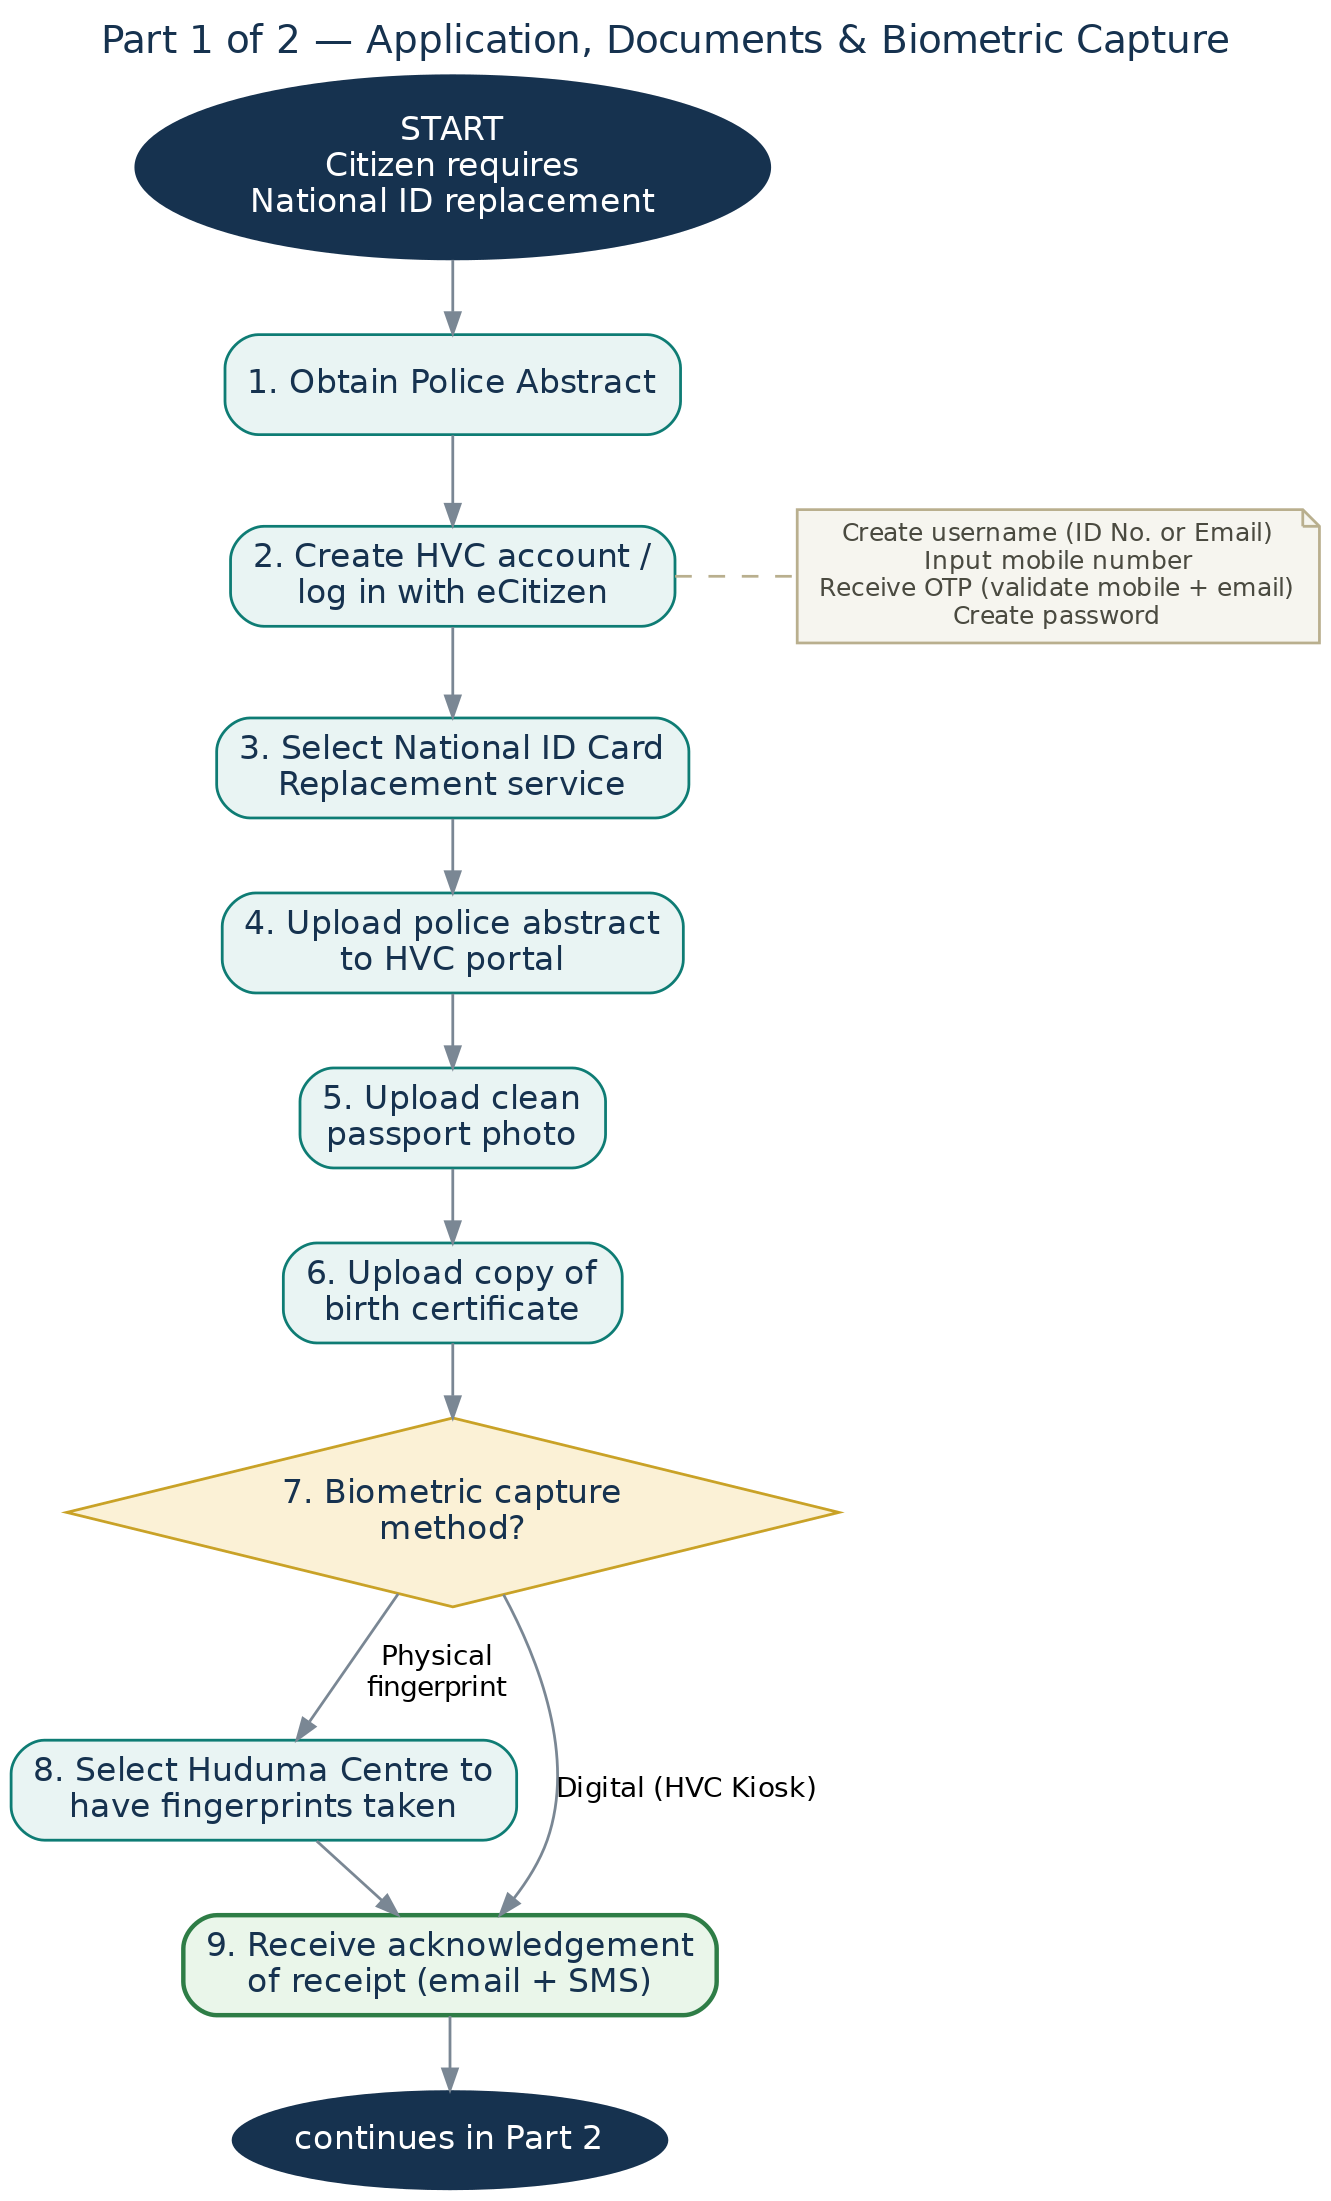 Part 1 of 2 — Application, Documents & Biometric Capture
START
Citizen requires
National ID replacement
1. Obtain Police Abstract
2. Create HVC account /
log in with eCitizen
Create username (ID No. or Email)
Input mobile number
Receive OTP (validate mobile + email)
Create password
3. Select National ID Card
Replacement service
4. Upload police abstract
to HVC portal
5. Upload clean
passport photo
6. Upload copy of
birth certificate
7. Biometric capture
method?
Physical
fingerprint
8. Select Huduma Centre to
have fingerprints taken
Digital (HVC Kiosk)
9. Receive acknowledgement
of receipt (email + SMS)
continues in Part 2